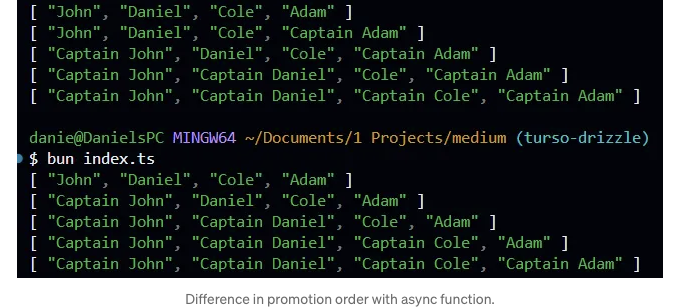 [ "John", "Daniel", "Cole", "Adam" ]
[ "John", "Daniel", "Cole", "Captain Adam" ]
[ "Captain John", "Daniel", "Cole", "Captain Adam" ]
[ "Captain John", "Captain Daniel", "Cole", "Captain Adam" ]
[ "Captain John", "Captain Daniel", "Captain Cole", "Captain Adam" ]
danie@DanielsPC MINGW64 ~/Documents/1 Projects/medium (turso-drizzle)
$ bun index.ts
[ "John", "Daniel", "Cole", "Adam" ]
[ "Captain John", "Daniel", "Cole", "Adam" ]
[ "Captain John", "Captain Daniel", "Cole", "Adam" ]
[ "Captain John", "Captain Daniel", "Captain Cole", "Adam" ]
[ "Captain John", "Captain Daniel", "Captain Cole", "Captain Adam" ]
Difference in promotion order with async function.